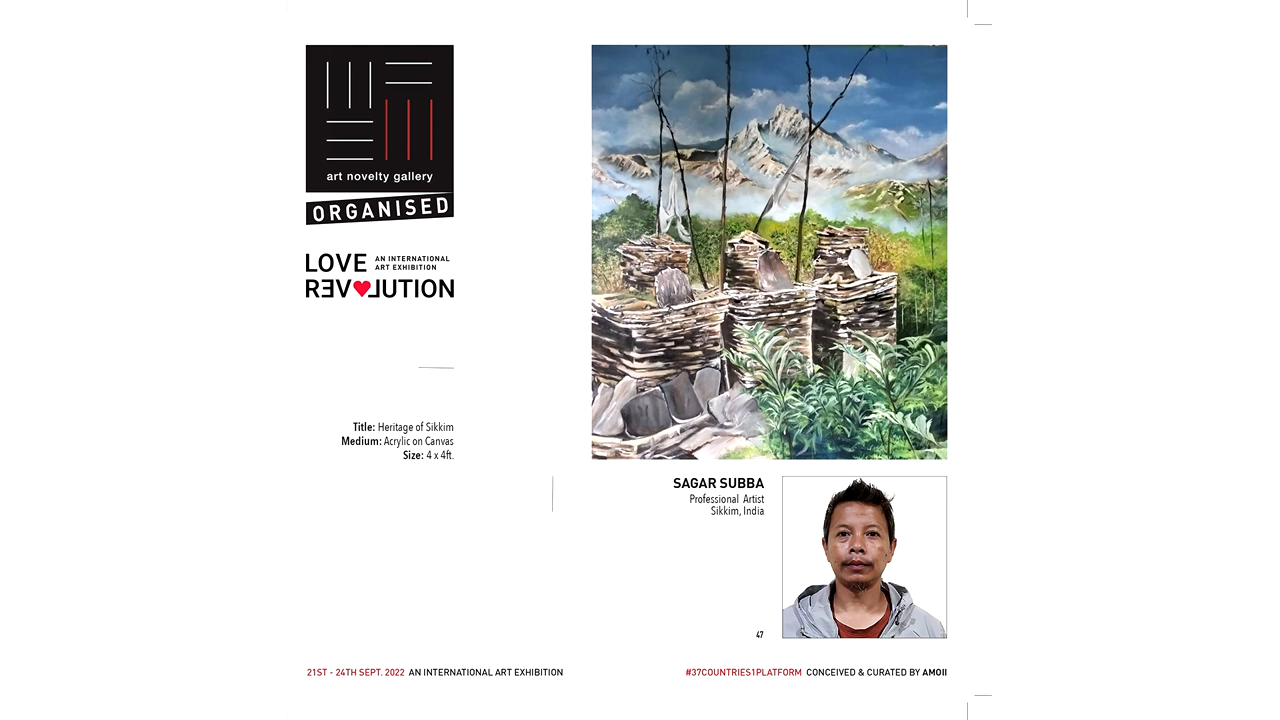 art novelty gallery
ORGANISED
LOVE AN INTERNATIONAL
ART EXHIBITION
REVOLUTION
Title: Heritage of Sikkim
Medium: Acrylic on Canvas
Size: 4 x 4ft.
SAGAR SUBBA
Professional Artist
Sikkim, India
47
21ST - 24TH SEPT. 2022 AN INTERNATIONAL ART EXHIBITION
#37COUNTRIES1PLATFORM CONCEIVED & CURATED BY AMOII